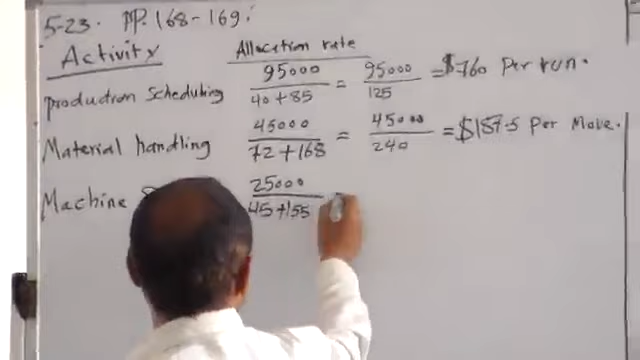 5-23. PP. 168-169:
Activity Allocation rate
Production Scheduling 95000/40+85 = 95000/125 = $760 Per run.
Material handling 45000/72+168 = 45000/240 = $187.5 Per Move.
Machine 25000/45+155